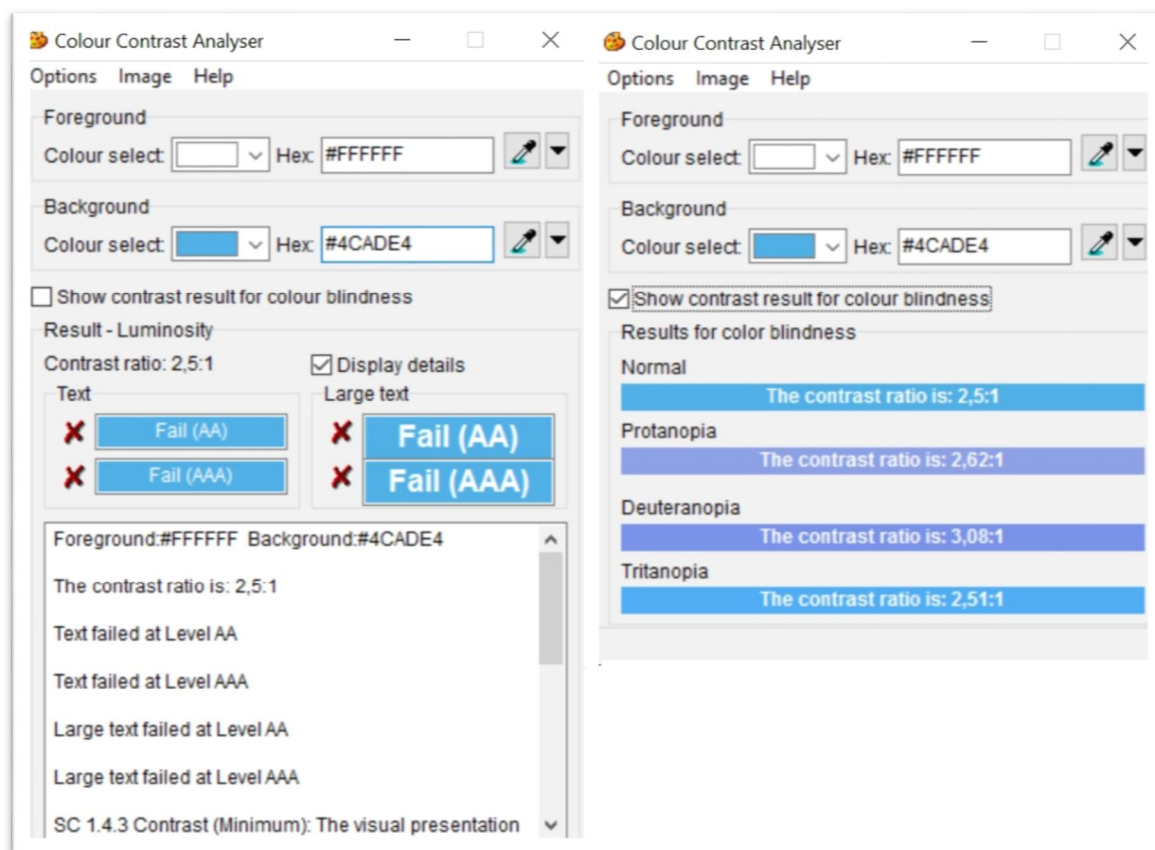 Colour Contrast Analyser
Options Image Help
Foreground
Colour select: Hex: #FFFFFF
Background
Colour select: Hex: #4CADE4
Show contrast result for colour blindness
Result - Luminosity
Contrast ratio: 2,5:1
Display details
Text
Fail (AA)
Fail (AAA)
Large text
Fail (AA)
Fail (AAA)
Foreground:#FFFFFF Background:#4CADE4
The contrast ratio is: 2,5:1
Text failed at Level AA
Text failed at Level AAA
Large text failed at Level AA
Large text failed at Level AAA
SC 1.4.3 Contrast (Minimum): The visual presentation
Colour Contrast Analyser
Options Image Help
Foreground
Colour select: Hex: #FFFFFF
Background
Colour select: Hex: #4CADE4
Show contrast result for colour blindness
Results for color blindness
Normal
The contrast ratio is: 2,5:1
Protanopia
The contrast ratio is: 2,62:1
Deuteranopia
The contrast ratio is: 3,08:1
Tritanopia
The contrast ratio is: 2,51:1